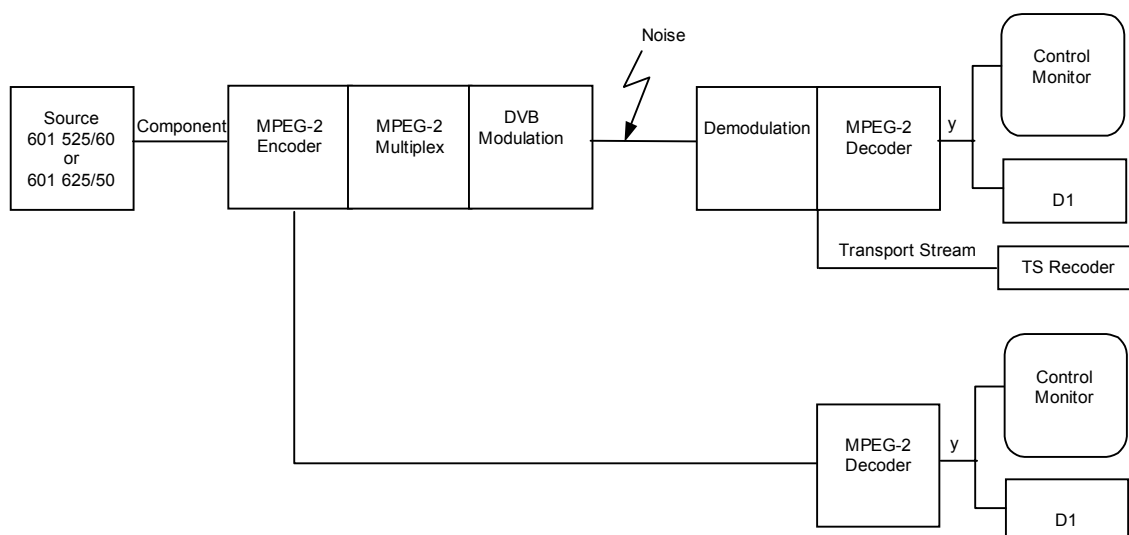 Noise
Control
Monitor
Source
601 525/60
or
601 625/50
Component
MPEG-2
Encoder
MPEG-2
Multiplex
DVB
Modulation
Demodulation
MPEG-2
Decoder
y
D1
Transport Stream
TS Recoder
Control
Monitor
MPEG-2
Decoder
y
D1